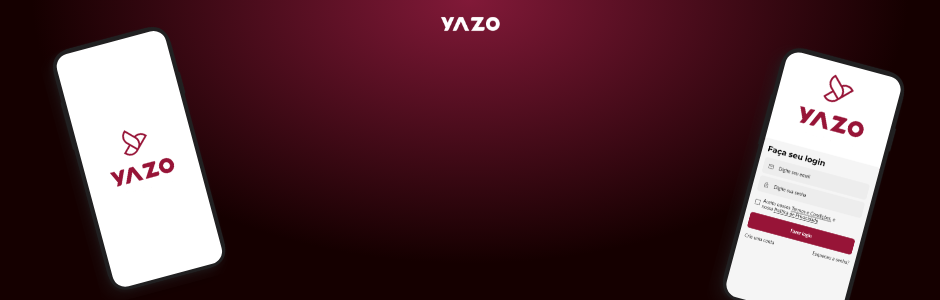 YAZO
YAZO
YAZO
Faça seu login
Digite seu email
Digite sua senha
Aceito nossos Termos e Condições, e
nossa Política de Privacidade
Fazer login
Crie uma conta
Esqueceu a senha?